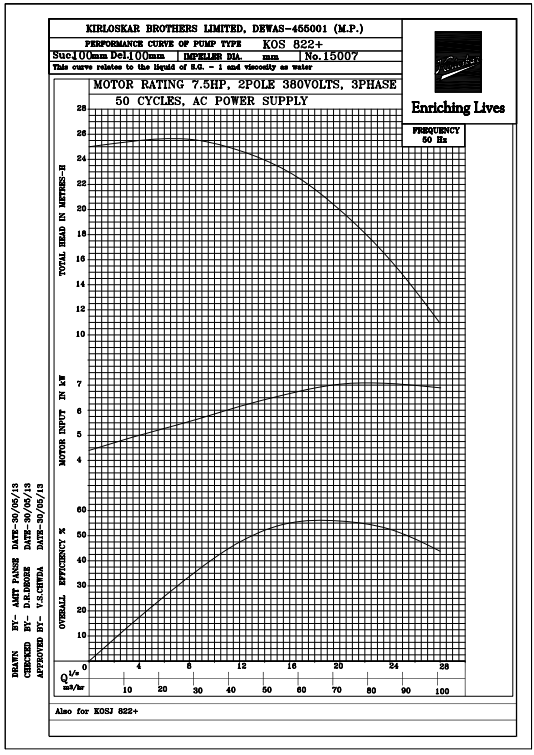 KIRLOSKAR BROTHERS LIMITED, DEWAS-455001 (M.P.)
PERFORMANCE CURVE OF PUMP TYPE KOS 822+
Suc.100mm Del.100mm IMPELLER DIA. mm No.15007
This curve relates to the liquid of S.G. - 1 and viscosity as water
Kirloskar
Enriching Lives
FREQUENCY
50 Hz
MOTOR RATING 7.5HP, 2POLE 380VOLTS, 3PHASE
50 CYCLES, AC POWER SUPPLY
TOTAL HEAD IN METRES-H
28
26
24
22
20
18
16
14
12
10
MOTOR INPUT IN kW
7
6
5
4
OVERALL EFFICIENCY %
60
50
40
30
20
10
0 4 8 12 16 20 24 28
Q l/s
m3/hr
10 20 30 40 50 60 70 80 90 100
Also for KOSJ 822+
DRAWN BY- AMIT PANSE DATE-30/05/13
CHECKED BY- D.R.DEORE DATE-30/05/13
APPROVED BY- V.S.CHWDA DATE-30/05/13